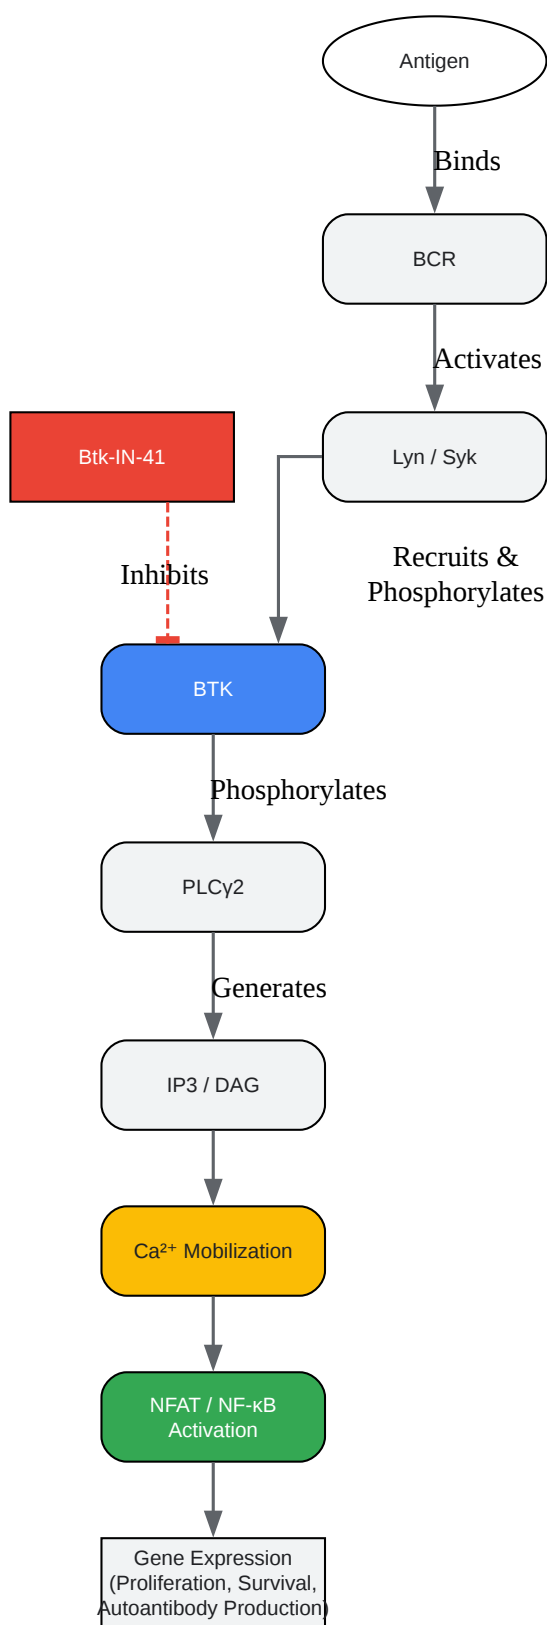 Antigen
Binds
BCR
Activates
Btk-IN-41
Lyn / Syk
Inhibits
Recruits &
Phosphorylates
BTK
Phosphorylates
PLCγ2
Generates
IP3 / DAG
Ca²⁺ Mobilization
NFAT / NF-κB
Activation
Gene Expression
(Proliferation, Survival,
Autoantibody Production)